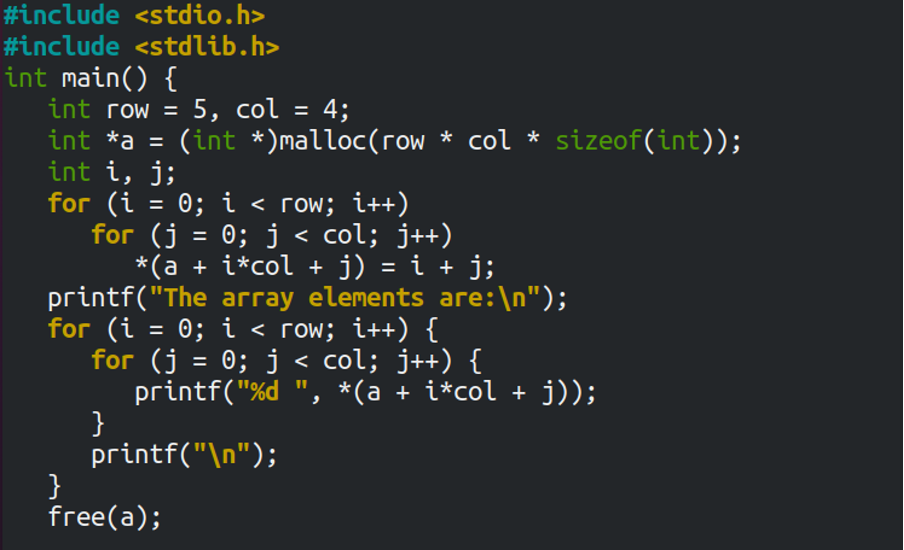 #include <stdio.h>
#include <stdlib.h>
int main() {
   int row = 5, col = 4;
   int *a = (int *)malloc(row * col * sizeof(int));
   int i, j;
   for (i = 0; i < row; i++)
      for (j = 0; j < col; j++)
         *(a + i*col + j) = i + j;
   printf("The array elements are:\n");
   for (i = 0; i < row; i++) {
      for (j = 0; j < col; j++) {
         printf("%d ", *(a + i*col + j));
      }
      printf("\n");
   }
   free(a);